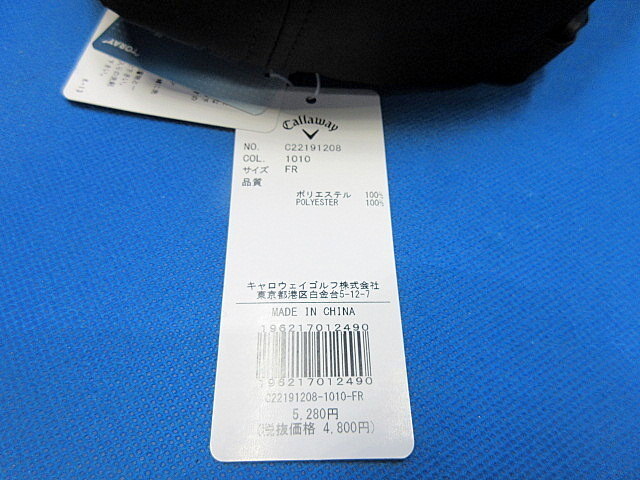 TORAY
Callaway
NO. C22191208
COL. 1010
サイズ FR
品質
ポリエステル 100%
POLYESTER 100%
キャロウェイゴルフ株式会社
東京都港区白金台5-12-7
MADE IN CHINA
196217012490
196217012490
C22191208-1010-FR
5,280円
(税抜価格 4,800円)